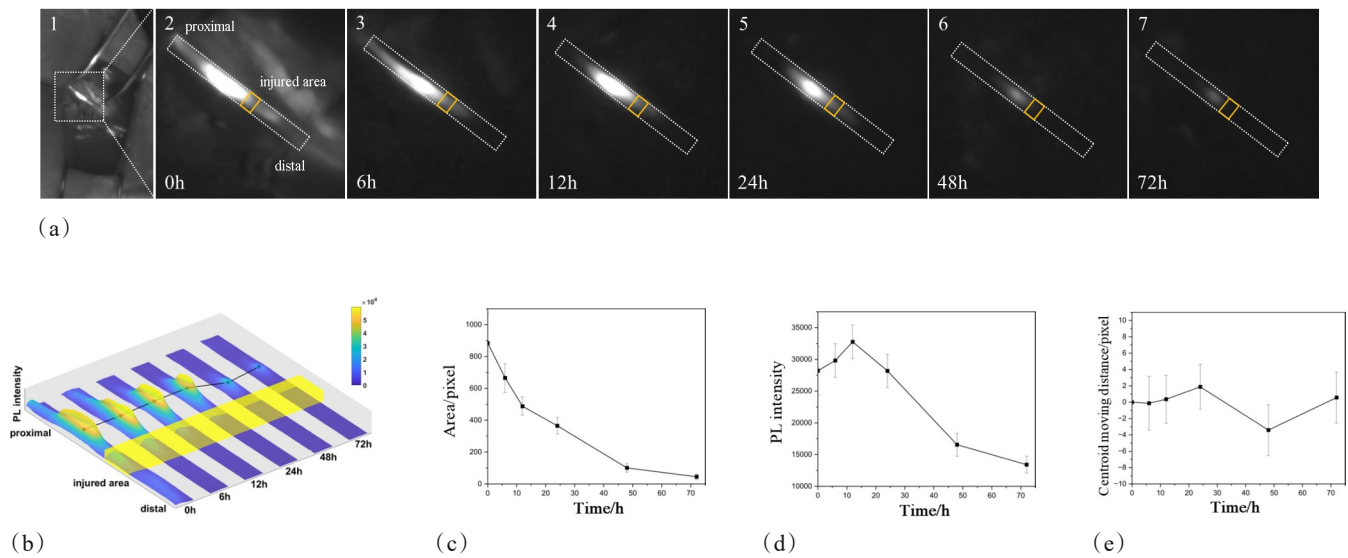 1
2
3
4
5
6
7
proximal
injured area
distal
0h
6h
12h
24h
48h
72h
(a)
× 10⁴
6
5
4
3
2
1
0
PL intensity
proximal
injured area
distal
0h
6h
12h
24h
48h
72h
(b)
1000
800
600
400
200
0
Area/pixel
0 10 20 30 40 50 60 70
Time/h
(c)
35000
30000
25000
20000
15000
10000
PL intensity
0 10 20 30 40 50 60 70
Time/h
(d)
10
8
6
4
2
0
-2
-4
-6
-8
-10
Centroid moving distance/pixel
0 10 20 30 40 50 60 70
Time/h
(e)